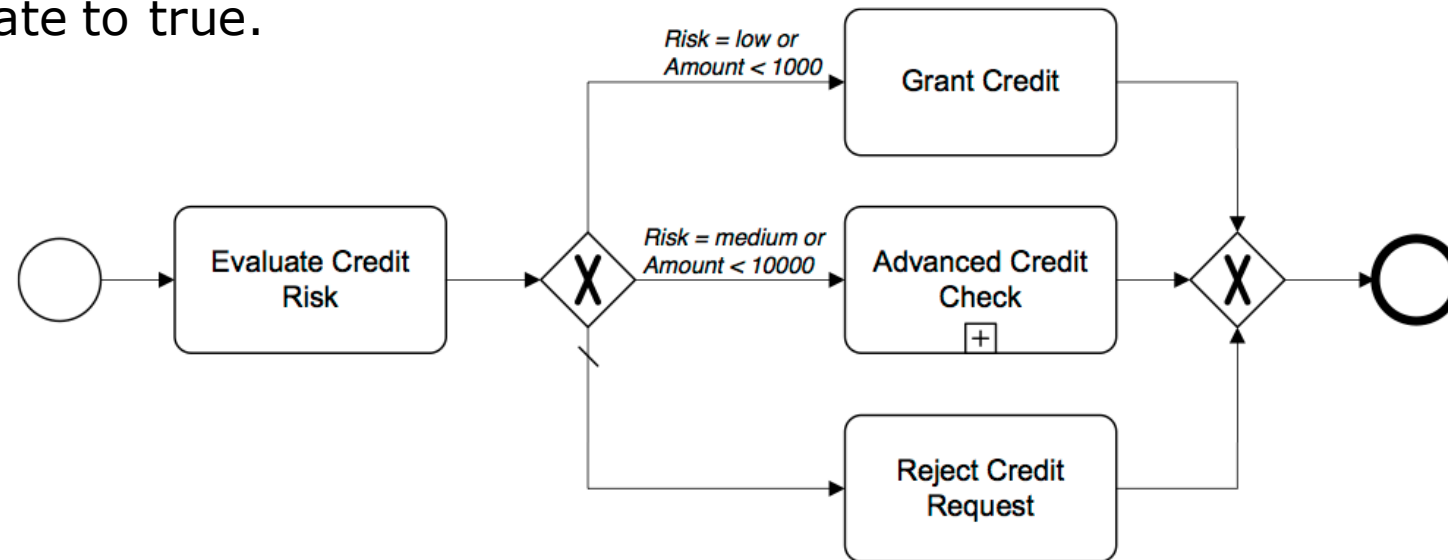 ate to true.
Risk = low or
Amount < 1000
Grant Credit
Evaluate Credit
Risk
X
Risk = medium or
Amount < 10000
Advanced Credit
Check
+
X
Reject Credit
Request